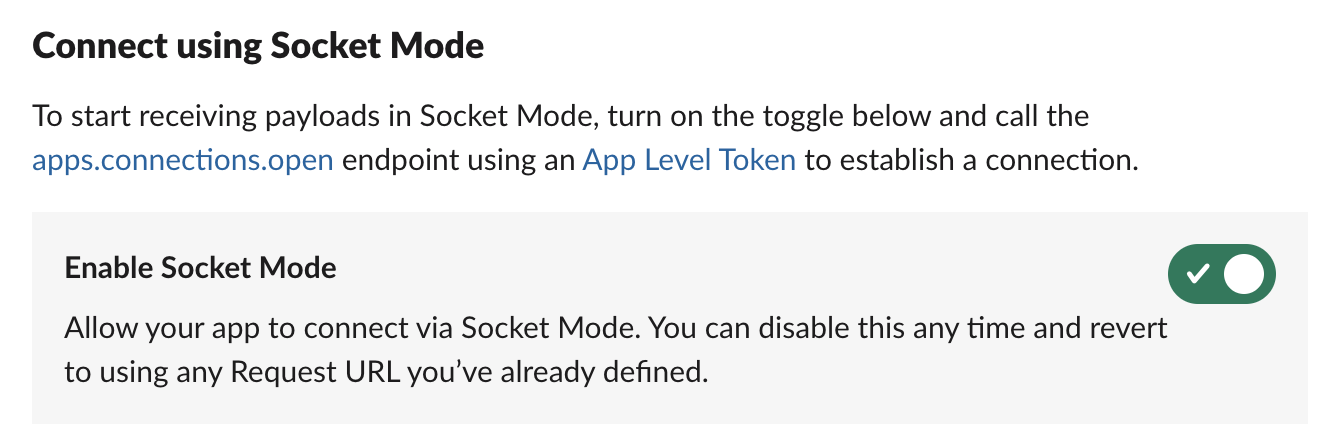 Connect using Socket Mode
To start receiving payloads in Socket Mode, turn on the toggle below and call the
apps.connections.open endpoint using an App Level Token to establish a connection.
Enable Socket Mode
Allow your app to connect via Socket Mode. You can disable this any time and revert
to using any Request URL you’ve already defined.